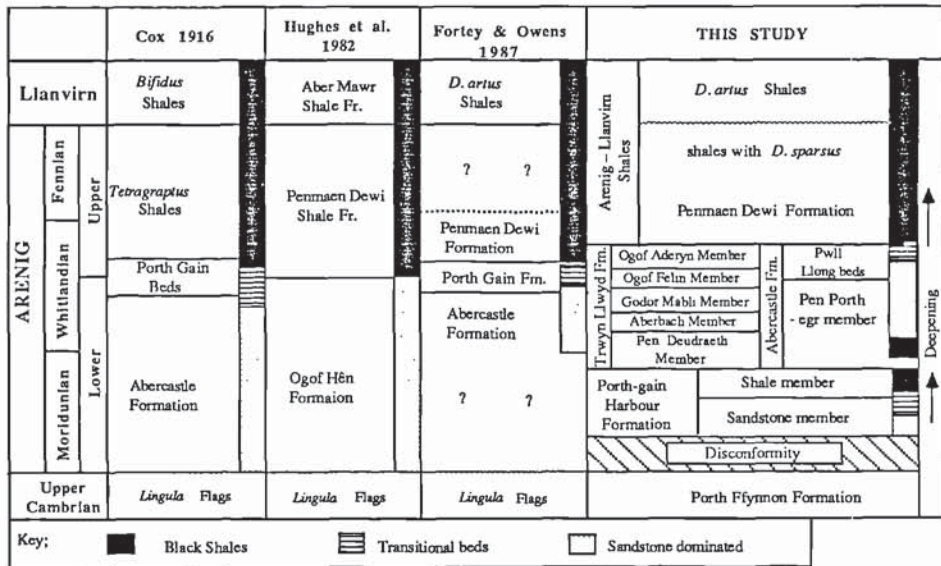 Cox 1916
Hughes et al.
1982
Fortey & Owens
1987
THIS STUDY
Llanvirn
Bifidus
Shales
Aber Mawr
Shale Fr.
D. artus
Shales
D. artus Shales
ARENIG
Fennian
Whitlandian
Moridunian
Upper
Lower
Tetragraptus
Shales
Porth Gain
Beds
Abercastle
Formation
Penmaen Dewi
Shale Fr.
Ogof Hên
Formaion
? ?
Penmaen Dewi
Formation
Porth Gain Fm.
Abercastle
Formation
? ?
Arenig – Llanvirn
Shales
shales with D. sparsus
Penmaen Dewi Formation
Trwyn Llwyd Fm.
Ogof Aderyn Member
Ogof Felin Member
Godor Mabli Member
Aberbach Member
Pen Deudraeth
Member
Abercastle Fm.
Pwll
Llong beds
Pen Porth
- egr member
Porth-gain
Harbour
Formation
Shale member
Sandstone member
Disconformity
Deepening
Upper
Cambrian
Lingula Flags
Lingula Flags
Lingula Flags
Porth Ffynnon Formation
Key;
Black Shales
Transitional beds
Sandstone dominated